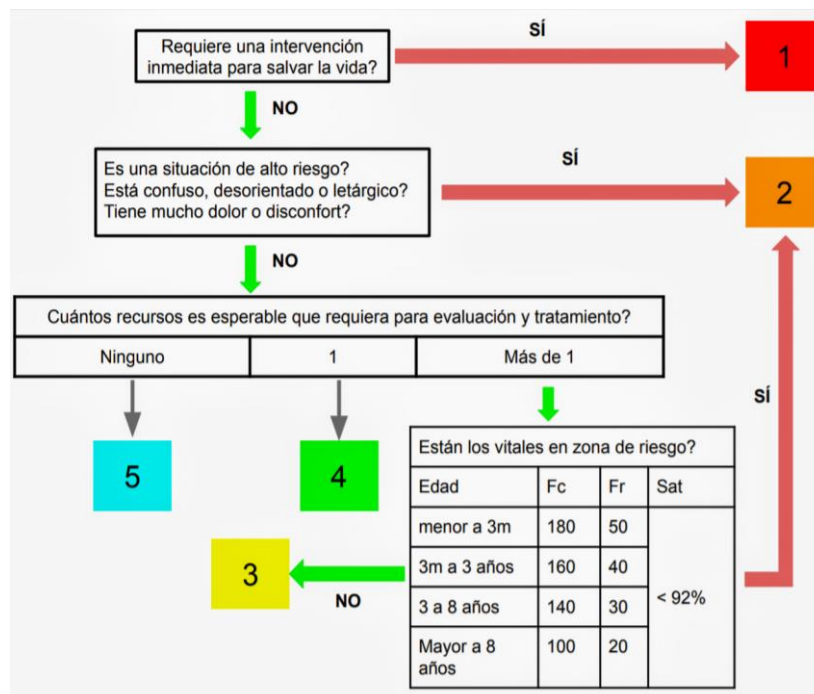 Requiere una intervención
inmediata para salvar la vida?
SÍ
1
NO
Es una situación de alto riesgo?
Está confuso, desorientado o letárgico?
Tiene mucho dolor o disconfort?
SÍ
2
NO
Cuántos recursos es esperable que requiera para evaluación y tratamiento?
Ninguno 1 Más de 1
5
4
SÍ
Están los vitales en zona de riesgo?
Edad Fc Fr Sat
menor a 3m 180 50
3m a 3 años 160 40
< 92%
3 a 8 años 140 30
Mayor a 8 100 20
años
3
NO